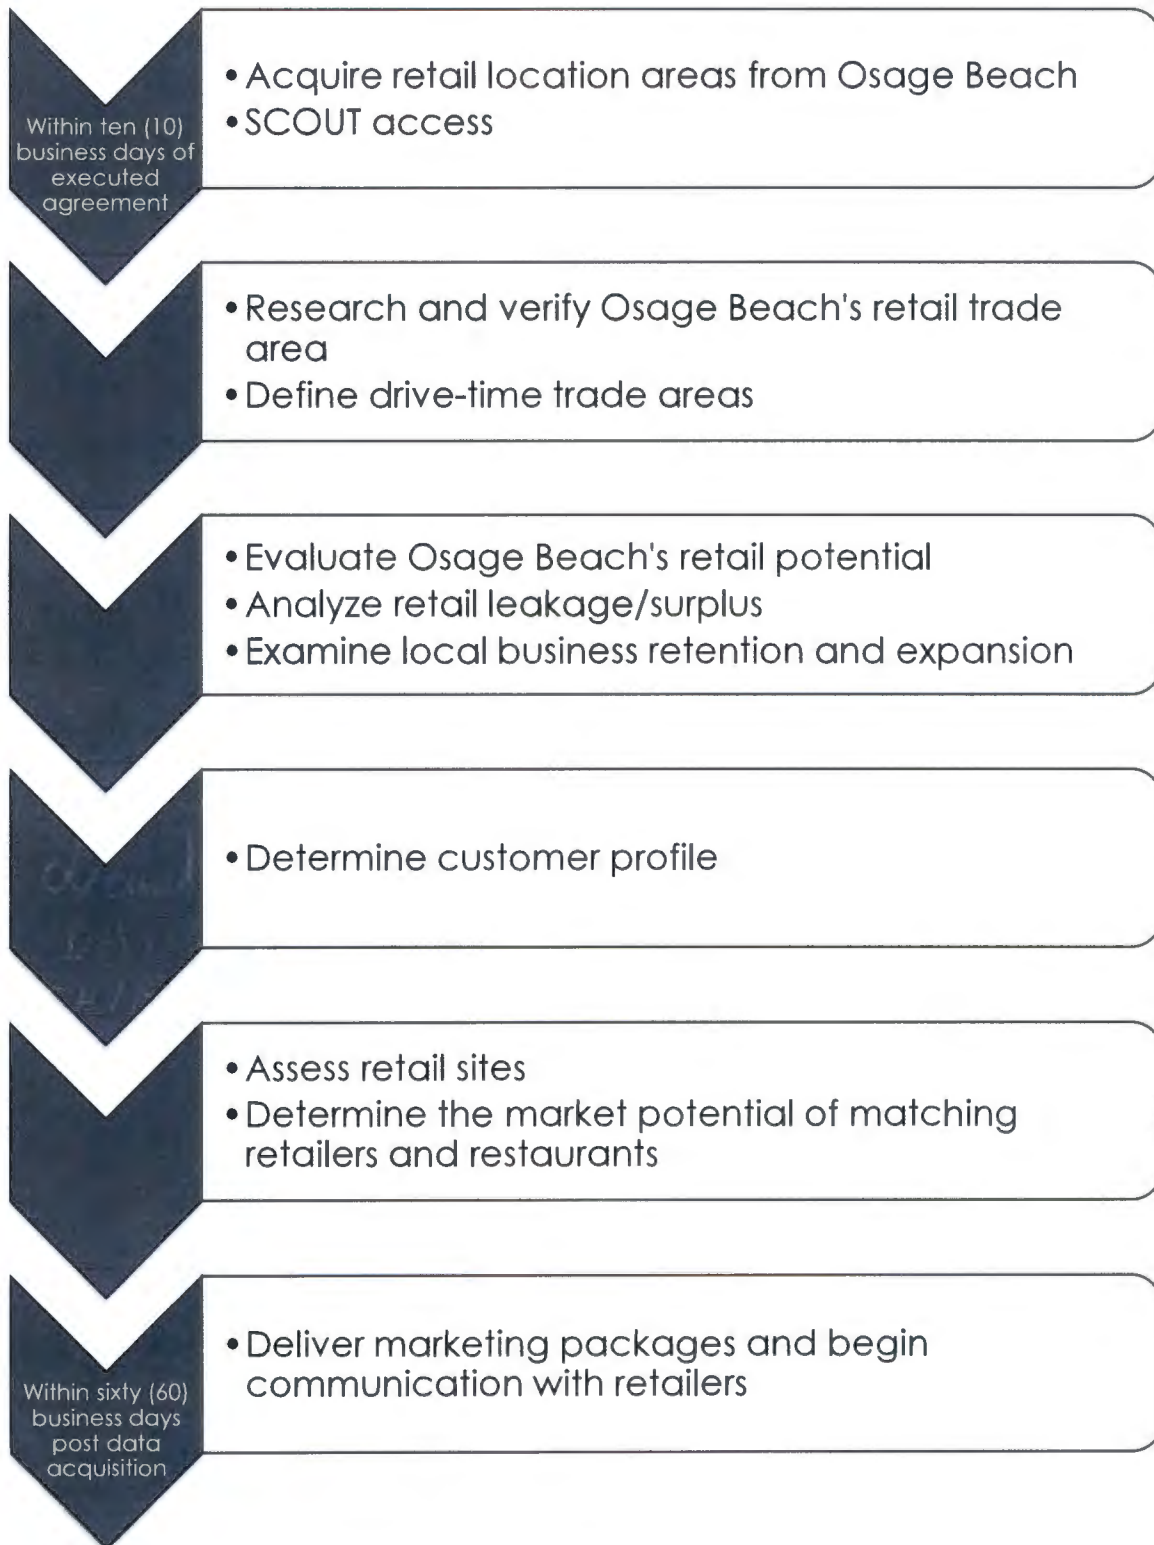 Within ten (10)
business days of
executed
agreement
• Acquire retail location areas from Osage Beach
• SCOUT access
• Research and verify Osage Beach's retail trade
area
• Define drive-time trade areas
• Evaluate Osage Beach's retail potential
• Analyze retail leakage/surplus
• Examine local business retention and expansion
• Determine customer profile
• Assess retail sites
• Determine the market potential of matching
retailers and restaurants
Within sixty (60)
business days
post data
acquisition
• Deliver marketing packages and begin
communication with retailers